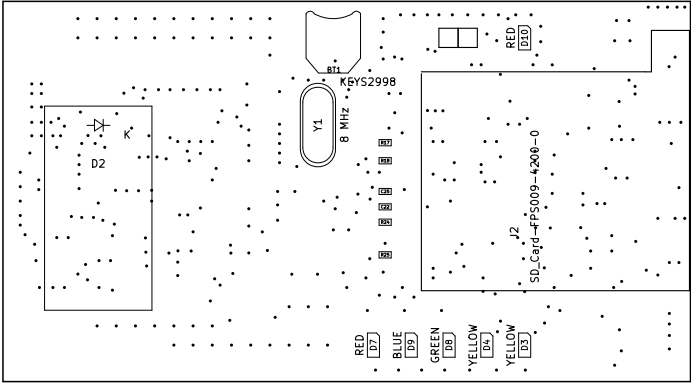 RED
D10
BT1
KEYS2998
Y1
8 MHz
K
D2
R17
R18
C25
C22
R24
R25
J2
SD_Card-FPS009-4200-0
RED
D7
BLUE
D9
GREEN
D8
YELLOW
D4
YELLOW
D3